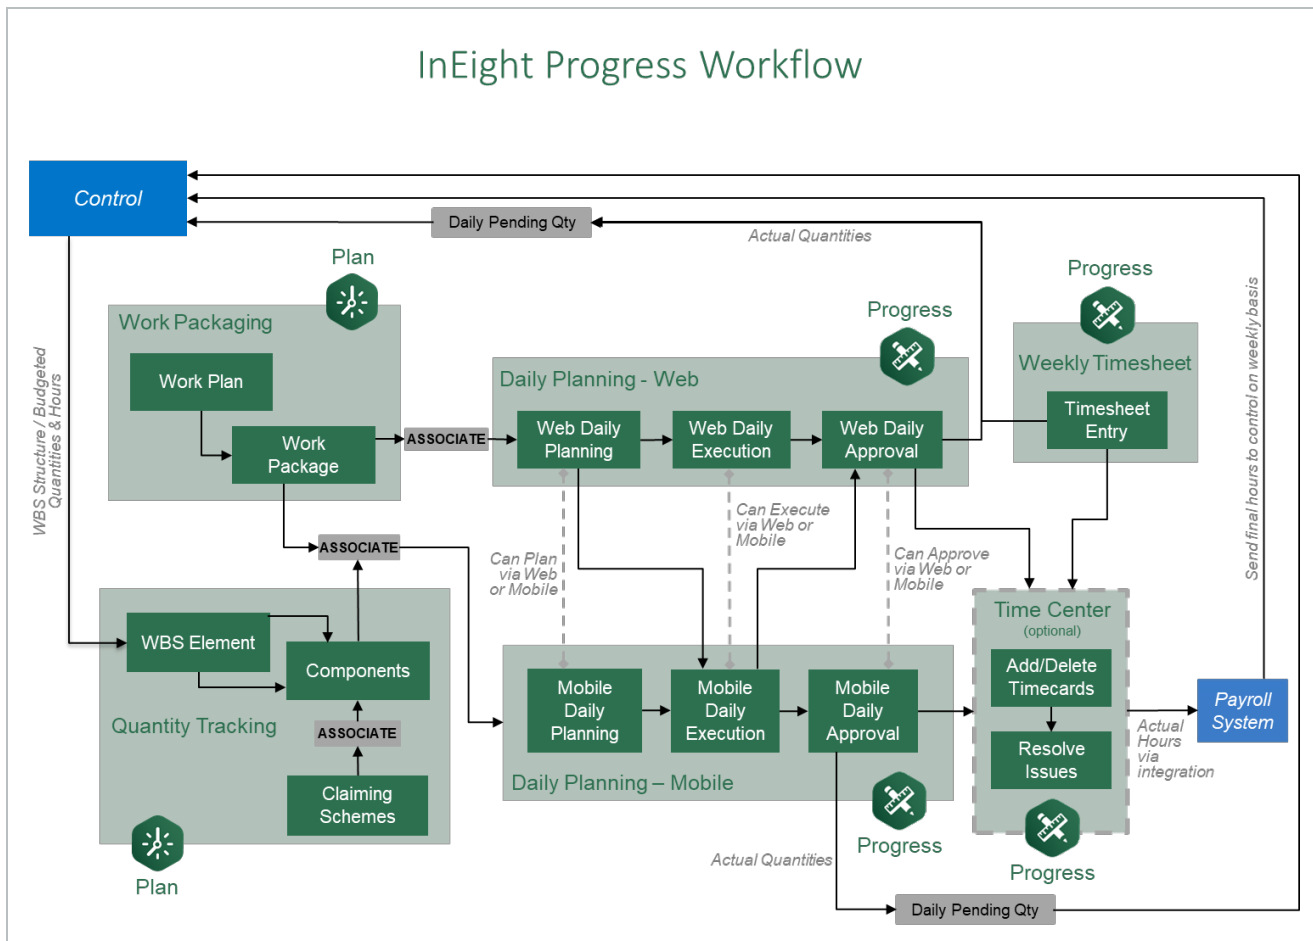 InEight Progress Workflow
Control
Daily Pending Qty
Actual Quantities
Plan
Work Packaging
Work Plan
Work
Package
ASSOCIATE
WBS Structure / Budgeted
Quantities & Hours
Progress
Daily Planning - Web
Web Daily
Planning
Web Daily
Execution
Web Daily
Approval
Progress
Weekly Timesheet
Timesheet
Entry
Send final hours to control on weekly basis
Can Plan
via Web
or Mobile
Can Execute
via Web or
Mobile
Can Approve
via Web or
Mobile
ASSOCIATE
WBS Element
Components
Quantity Tracking
ASSOCIATE
Claiming
Schemes
Plan
Mobile
Daily
Planning
Mobile
Daily
Execution
Mobile
Daily
Approval
Daily Planning – Mobile
Progress
Time Center
(optional)
Add/Delete
Timecards
Resolve
Issues
Progress
Actual
Hours
via
integration
Payroll
System
Actual Quantities
Daily Pending Qty